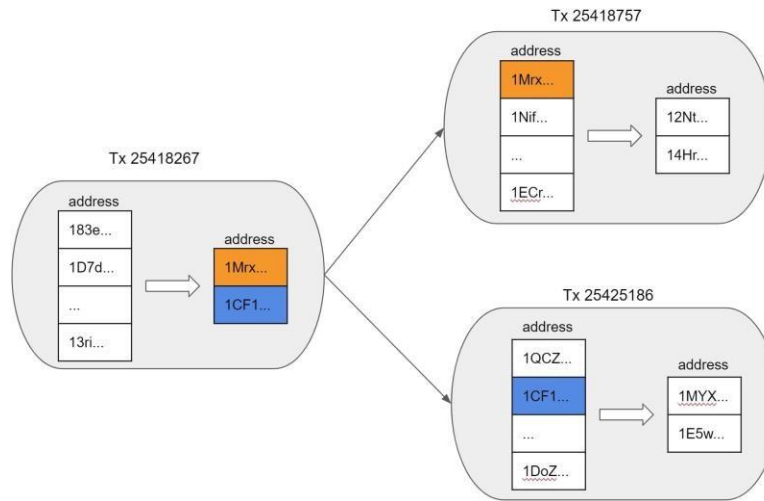 Tx 25418267
address
183e...
1D7d...
...
13ri...
address
1Mrx...
1CF1...
Tx 25418757
address
1Mrx...
1Nif...
...
1ECr...
address
12Nt...
14Hr...
Tx 25425186
address
1QCZ...
1CF1...
...
1DoZ...
address
1MYX...
1E5w...